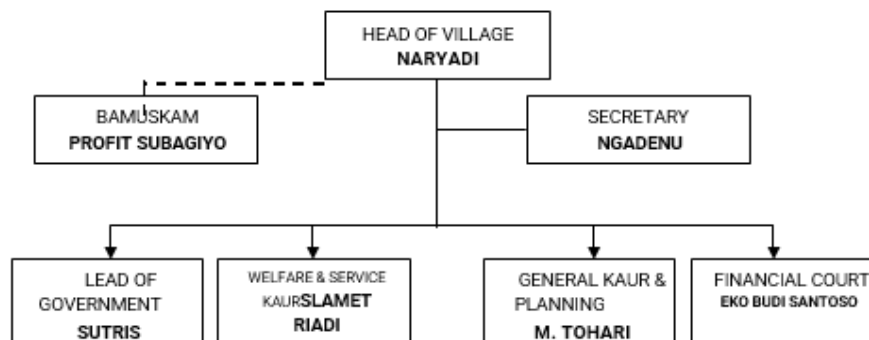 HEAD OF VILLAGE
NARYADI
BAMUSKAM
PROFIT SUBAGIYO
SECRETARY
NGADENU
LEAD OF
GOVERNMENT
SUTRIS
WELFARE & SERVICE
KAURSLAMET
RIADI
GENERAL KAUR &
PLANNING
M. TOHARI
FINANCIAL COURT
EKO BUDI SANTOSO